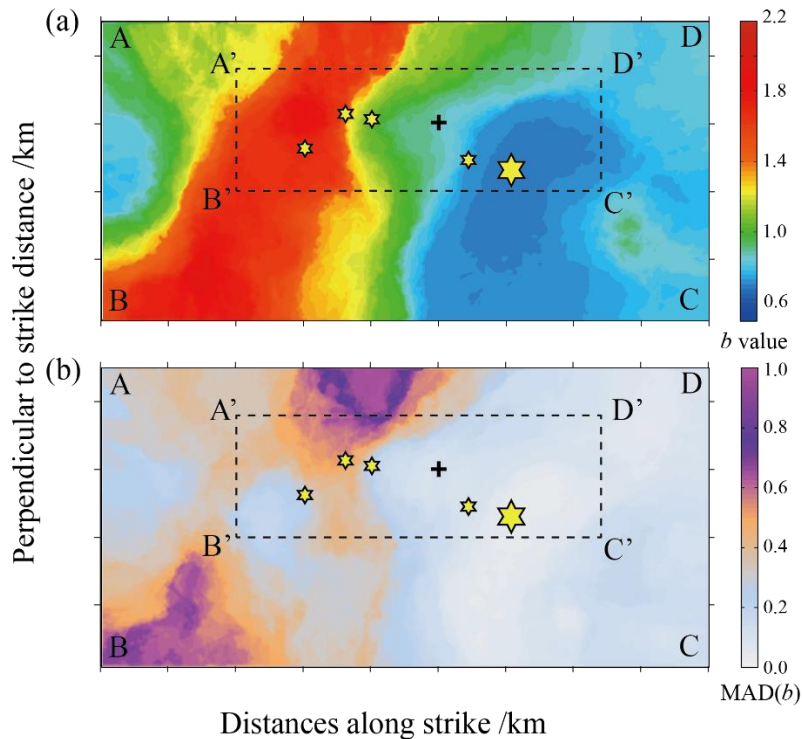 (a)
A
D
A’
D’
B’
C’
B
C
2.2
1.8
1.4
1.0
0.6
b value
Perpendicular to strike distance /km
(b)
A
D
A’
D’
B’
C’
B
C
1.0
0.8
0.6
0.4
0.2
0.0
MAD(b)
Distances along strike /km